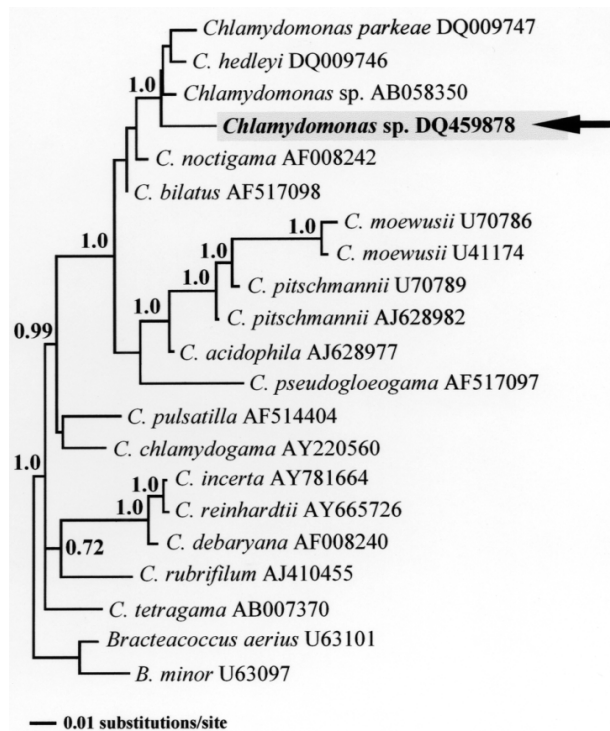 Chlamydomonas parkeae DQ009747
C. hedleyi DQ009746
1.0
Chlamydomonas sp. AB058350
Chlamydomonas sp. DQ459878
C. noctigama AF008242
C. bilatus AF517098
1.0
C. moewusii U70786
1.0
1.0
C. moewusii U41174
C. pitschmannii U70789
1.0
C. pitschmannii AJ628982
0.99
C. acidophila AJ628977
C. pseudogloeogama AF517097
C. pulsatilla AF514404
C. chlamydogama AY220560
1.0
C. incerta AY781664
1.0
1.0
C. reinhardtii AY665726
C. debaryana AF008240
0.72
C. rubrifilum AJ410455
C. tetragama AB007370
Bracteacoccus aerius U63101
B. minor U63097
0.01 substitutions/site